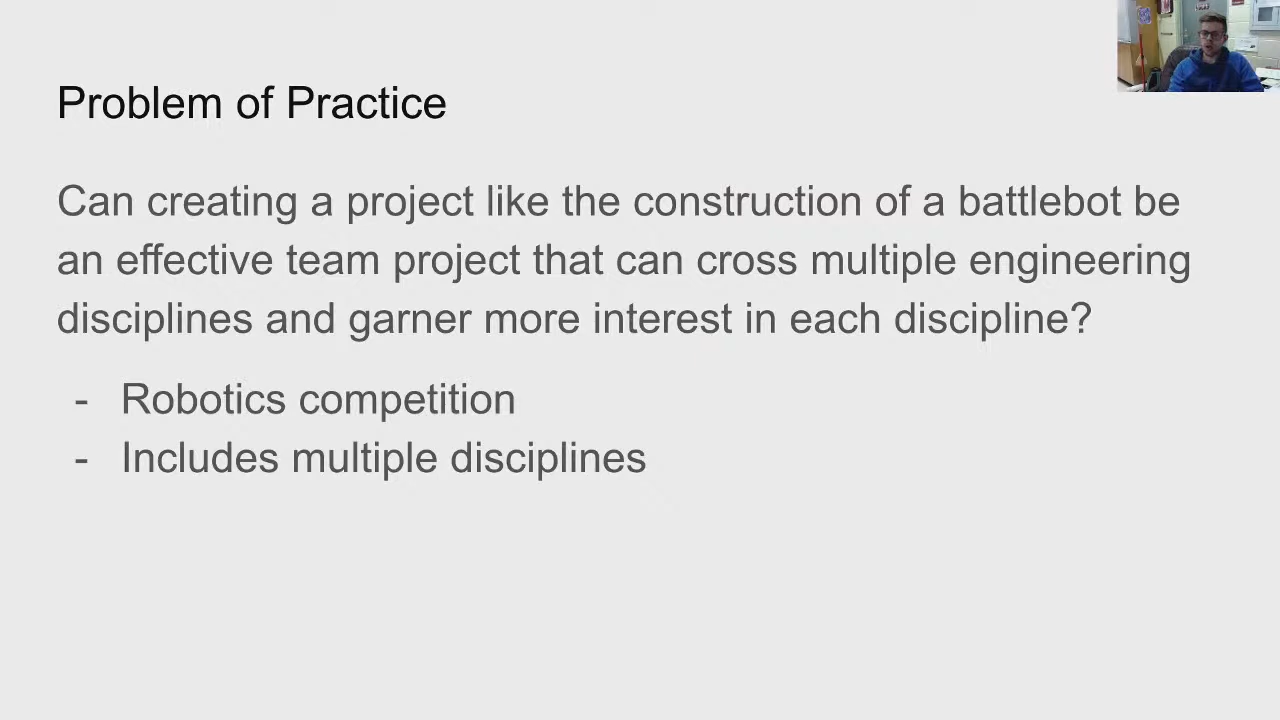 Problem of Practice
Can creating a project like the construction of a battlebot be
an effective team project that can cross multiple engineering
disciplines and garner more interest in each discipline?
- Robotics competition
- Includes multiple disciplines